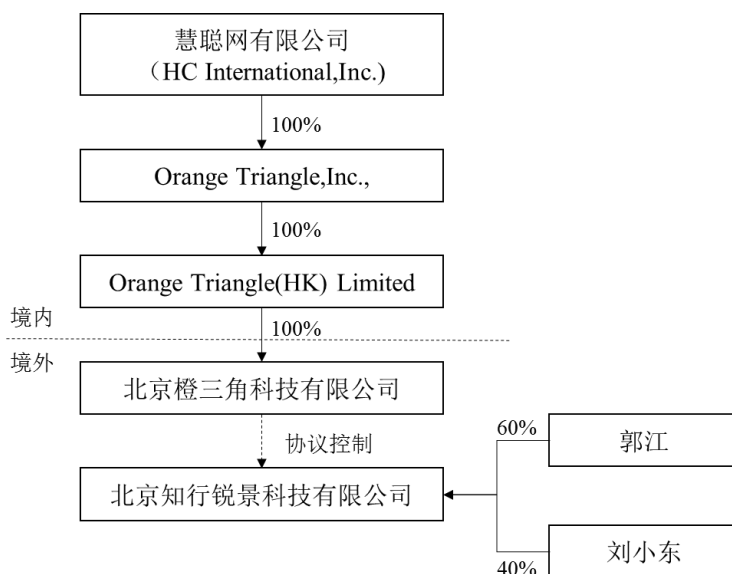 慧聪网有限公司
（HC International,Inc.)
100%
Orange Triangle,Inc.,
100%
Orange Triangle(HK) Limited
境内
100%
境外
北京橙三角科技有限公司
协议控制
60%
郭江
北京知行锐景科技有限公司
刘小东
40%